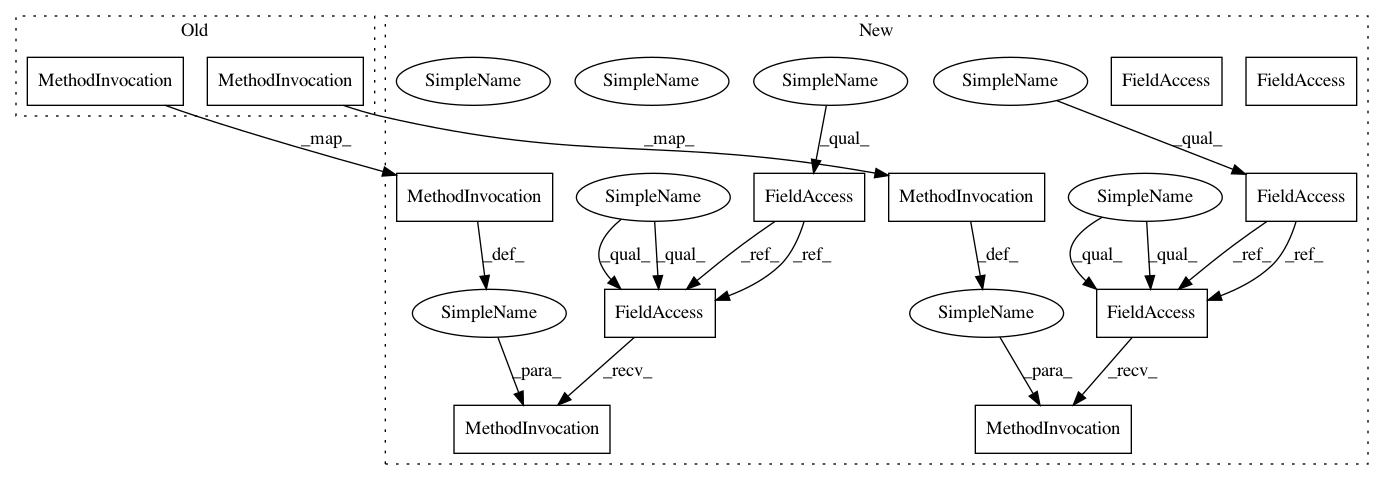 Old
New
MethodInvocation
MethodInvocation
SimpleName
SimpleName
SimpleName
SimpleName
FieldAccess
FieldAccess
_map_
_map_
_qual_
_qual_
MethodInvocation
SimpleName
FieldAccess
MethodInvocation
SimpleName
FieldAccess
_def_
_qual_
_qual_
_ref_
_ref_
_def_
_qual_
_qual_
_ref_
_ref_
SimpleName
FieldAccess
SimpleName
FieldAccess
_para_
_recv_
_para_
_recv_
MethodInvocation
MethodInvocation